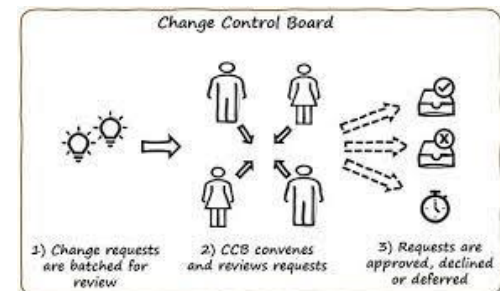 Change Control Board
1) Change requests
are batched for
review
2) CCB convenes
and reviews requests
3) Requests are
approved, declined
or deferred